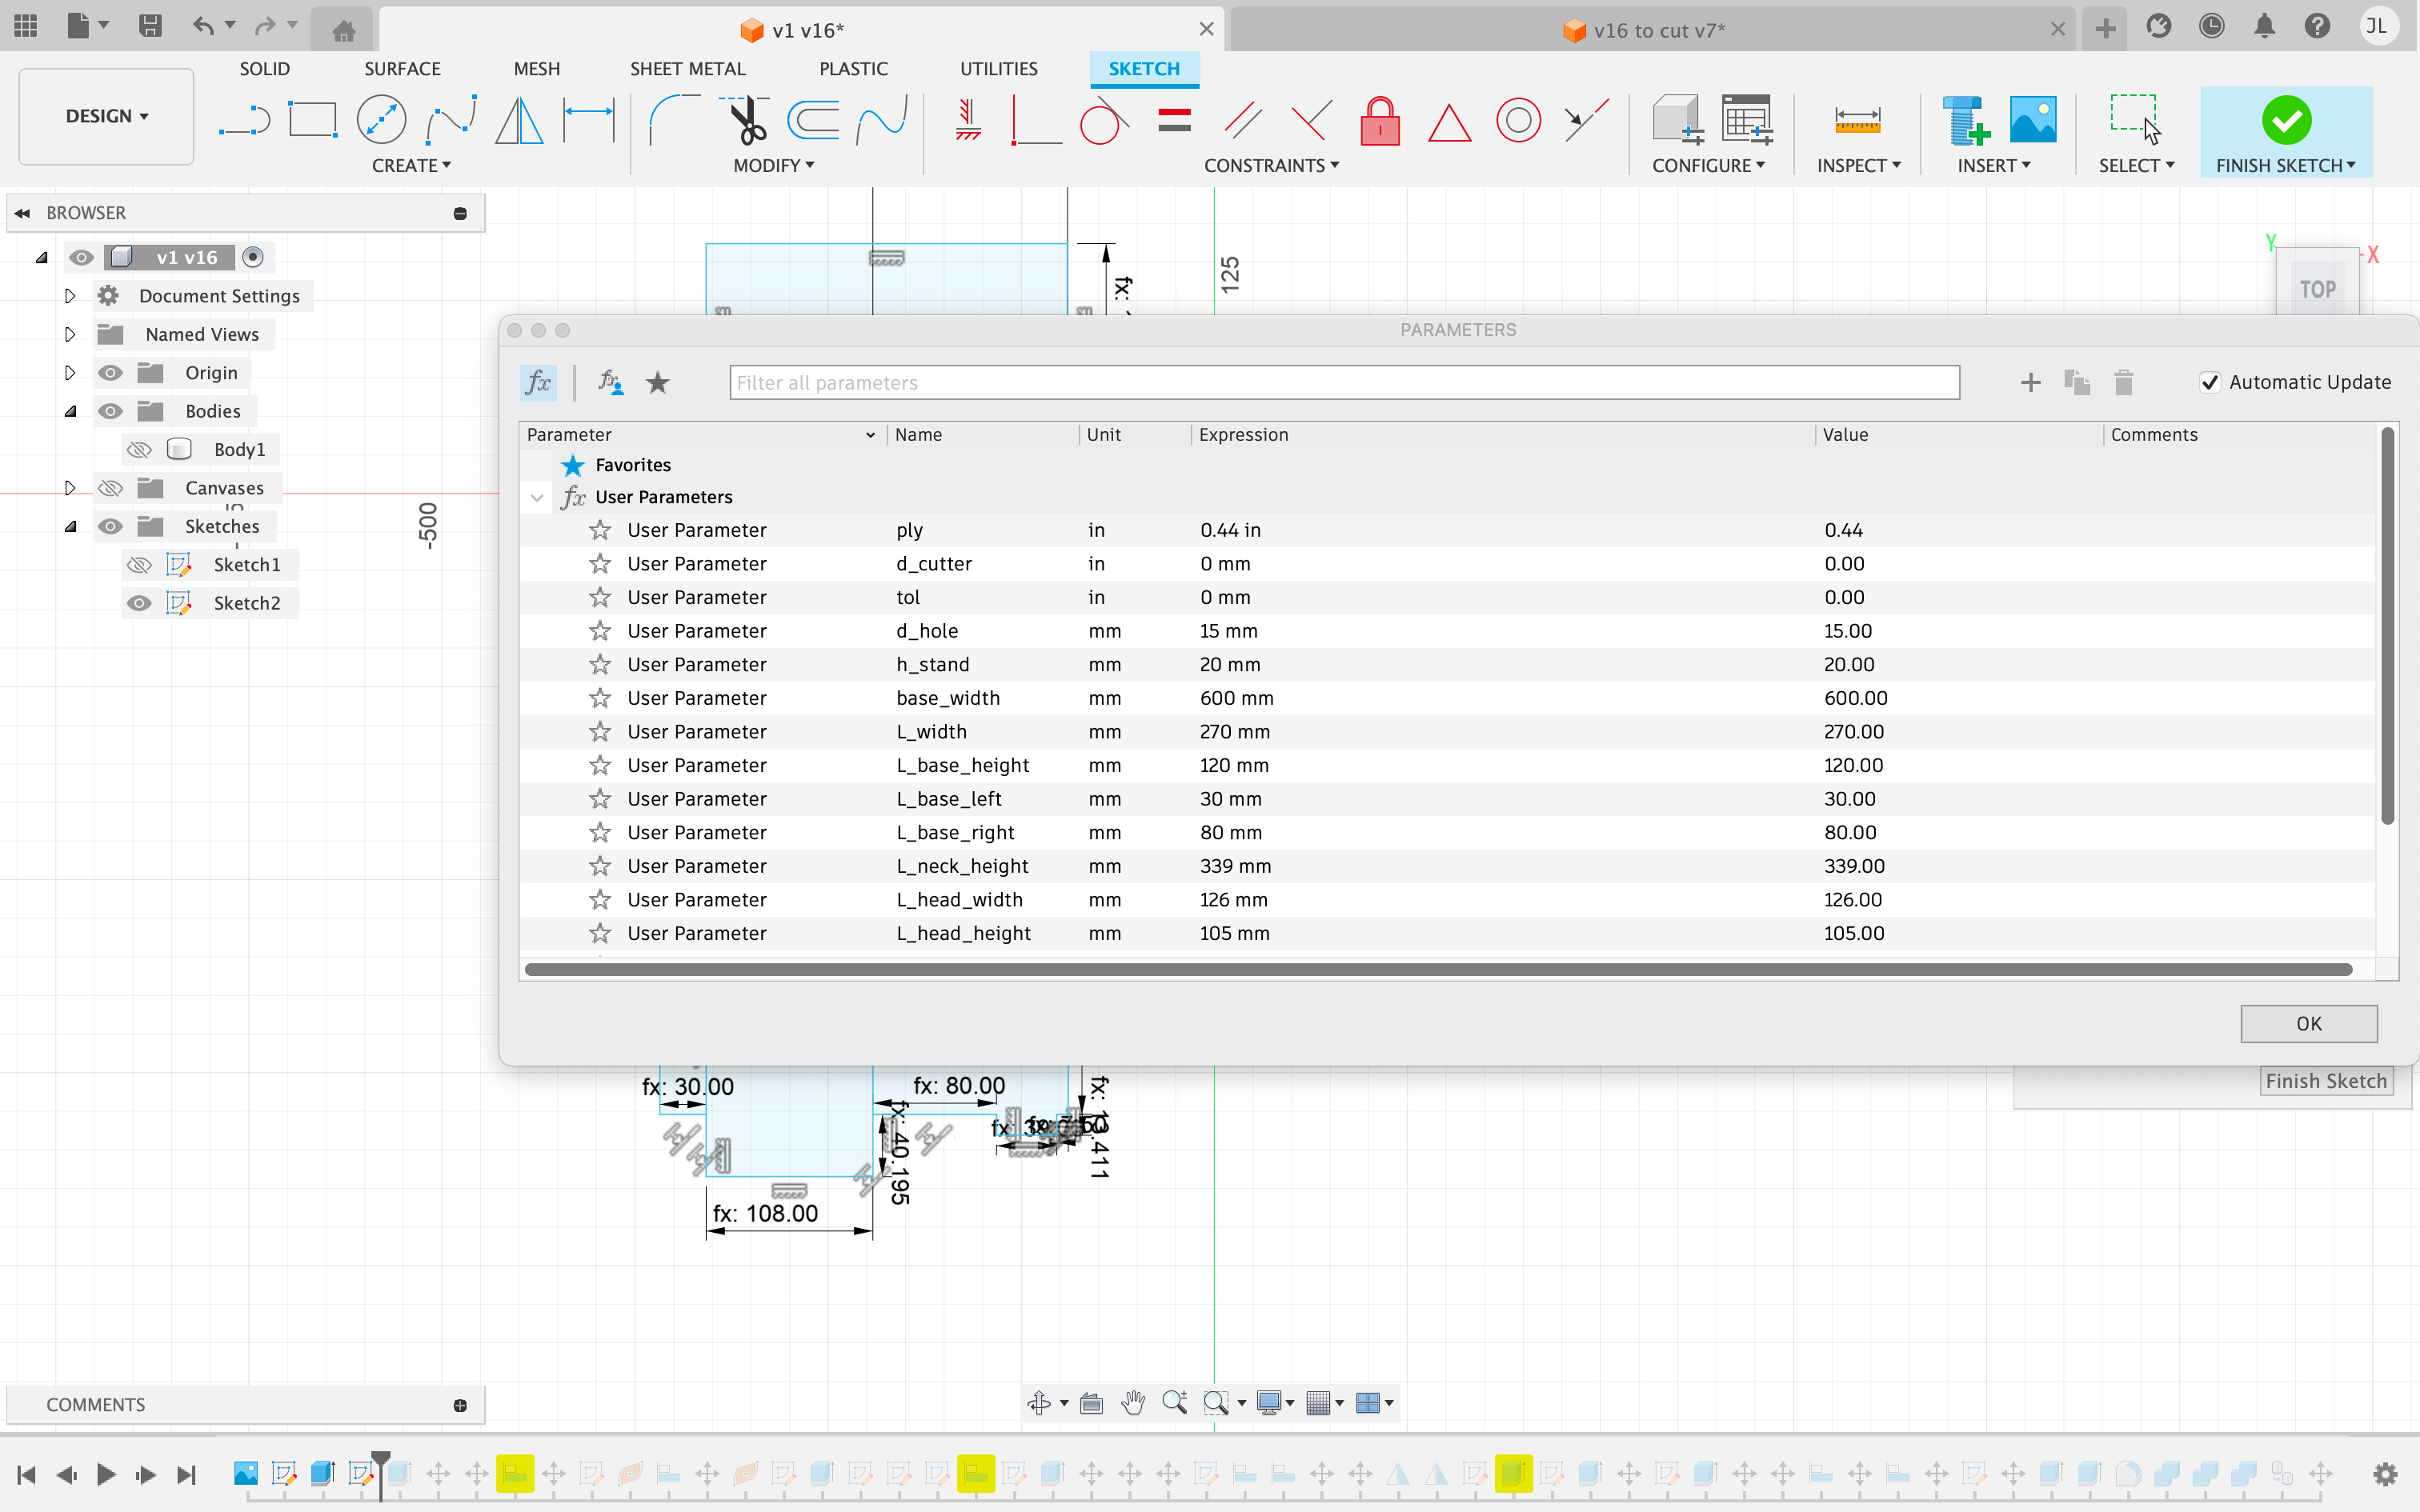 v1 v16*
v16 to cut v7*
JL
SOLID SURFACE MESH SHEET METAL PLASTIC UTILITIES SKETCH
DESIGN
CREATE MODIFY CONSTRAINTS CONFIGURE INSPECT INSERT SELECT FINISH SKETCH
BROWSER
v1 v16
Document Settings
Named Views
Origin
Bodies
Body1
Canvases
Sketches
Sketch1
Sketch2
-500
125
fx:
Y
X
TOP
PARAMETERS
fx
Filter all parameters
Automatic Update
Parameter Name Unit Expression Value Comments
Favorites
fx User Parameters
User Parameter ply in 0.44 in 0.44
User Parameter d_cutter in 0 mm 0.00
User Parameter tol in 0 mm 0.00
User Parameter d_hole mm 15 mm 15.00
User Parameter h_stand mm 20 mm 20.00
User Parameter base_width mm 600 mm 600.00
User Parameter L_width mm 270 mm 270.00
User Parameter L_base_height mm 120 mm 120.00
User Parameter L_base_left mm 30 mm 30.00
User Parameter L_base_right mm 80 mm 80.00
User Parameter L_neck_height mm 339 mm 339.00
User Parameter L_head_width mm 126 mm 126.00
User Parameter L_head_height mm 105 mm 105.00
OK
Finish Sketch
fx: 30.00
fx: 80.00
fx: 40.195
fx: 108.00
COMMENTS